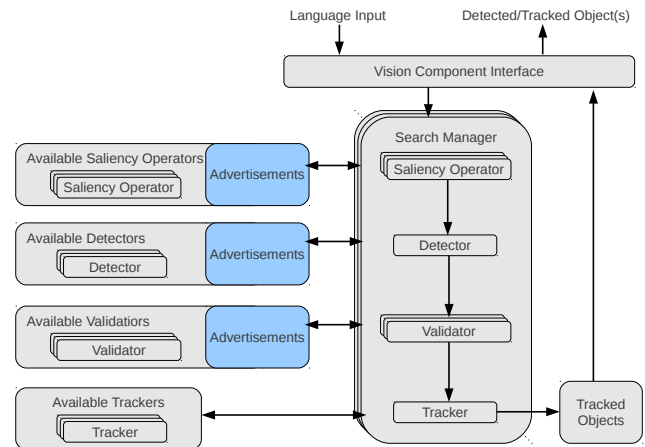 Language Input
Detected/Tracked Object(s)
Vision Component Interface
Search Manager
Available Saliency Operators
Saliency Operator
Advertisements
Saliency Operator
Available Detectors
Detector
Advertisements
Detector
Available Validatiors
Validator
Advertisements
Validator
Available Trackers
Tracker
Tracker
Tracked
Objects